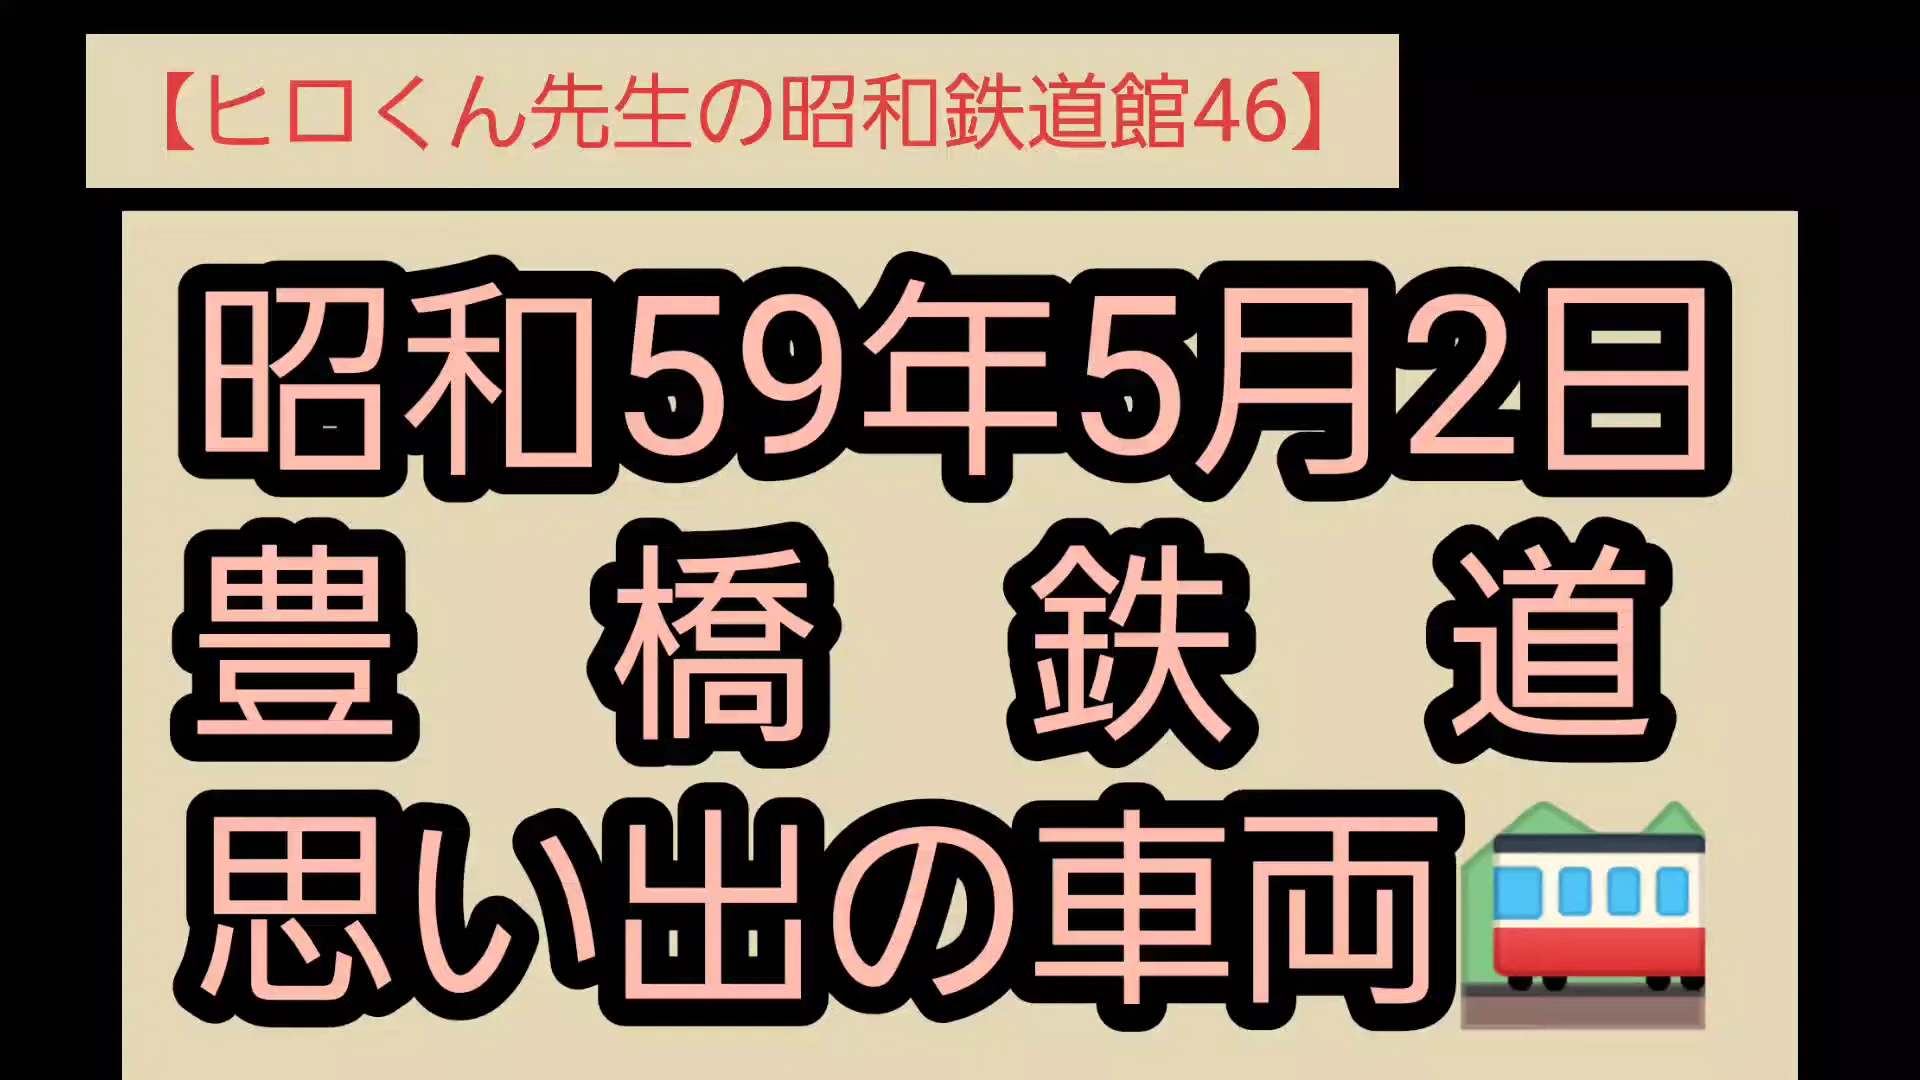 【ヒロくん先生の昭和鉄道館46】
昭和59年5月2日
豊　橋　鉄　道
思い出の車両